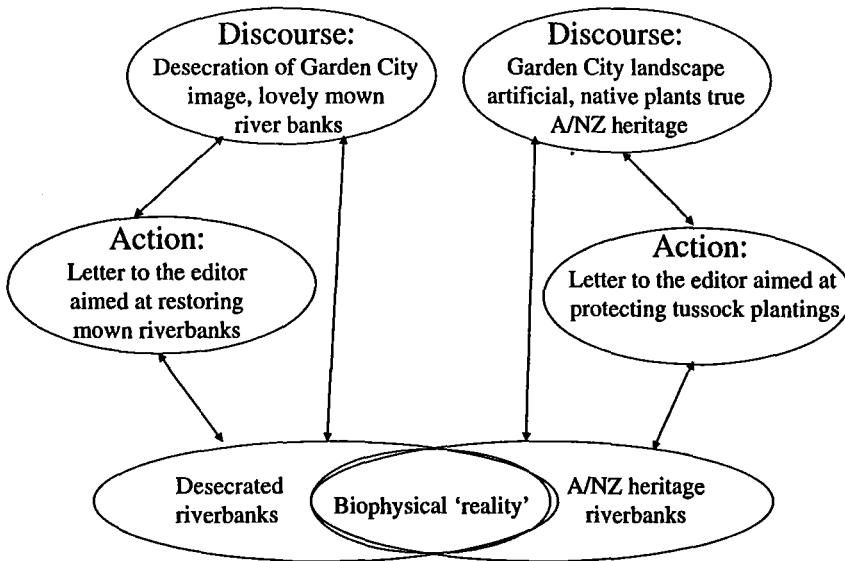 Discourse:
Desecration of Garden City
image, lovely mown
river banks
Discourse:
Garden City landscape
artificial, native plants true
A/NZ heritage
Action:
Letter to the editor
aimed at restoring
mown riverbanks
Action:
Letter to the editor aimed at
protecting tussock plantings
Desecrated
riverbanks
Biophysical ‘reality’
A/NZ heritage
riverbanks